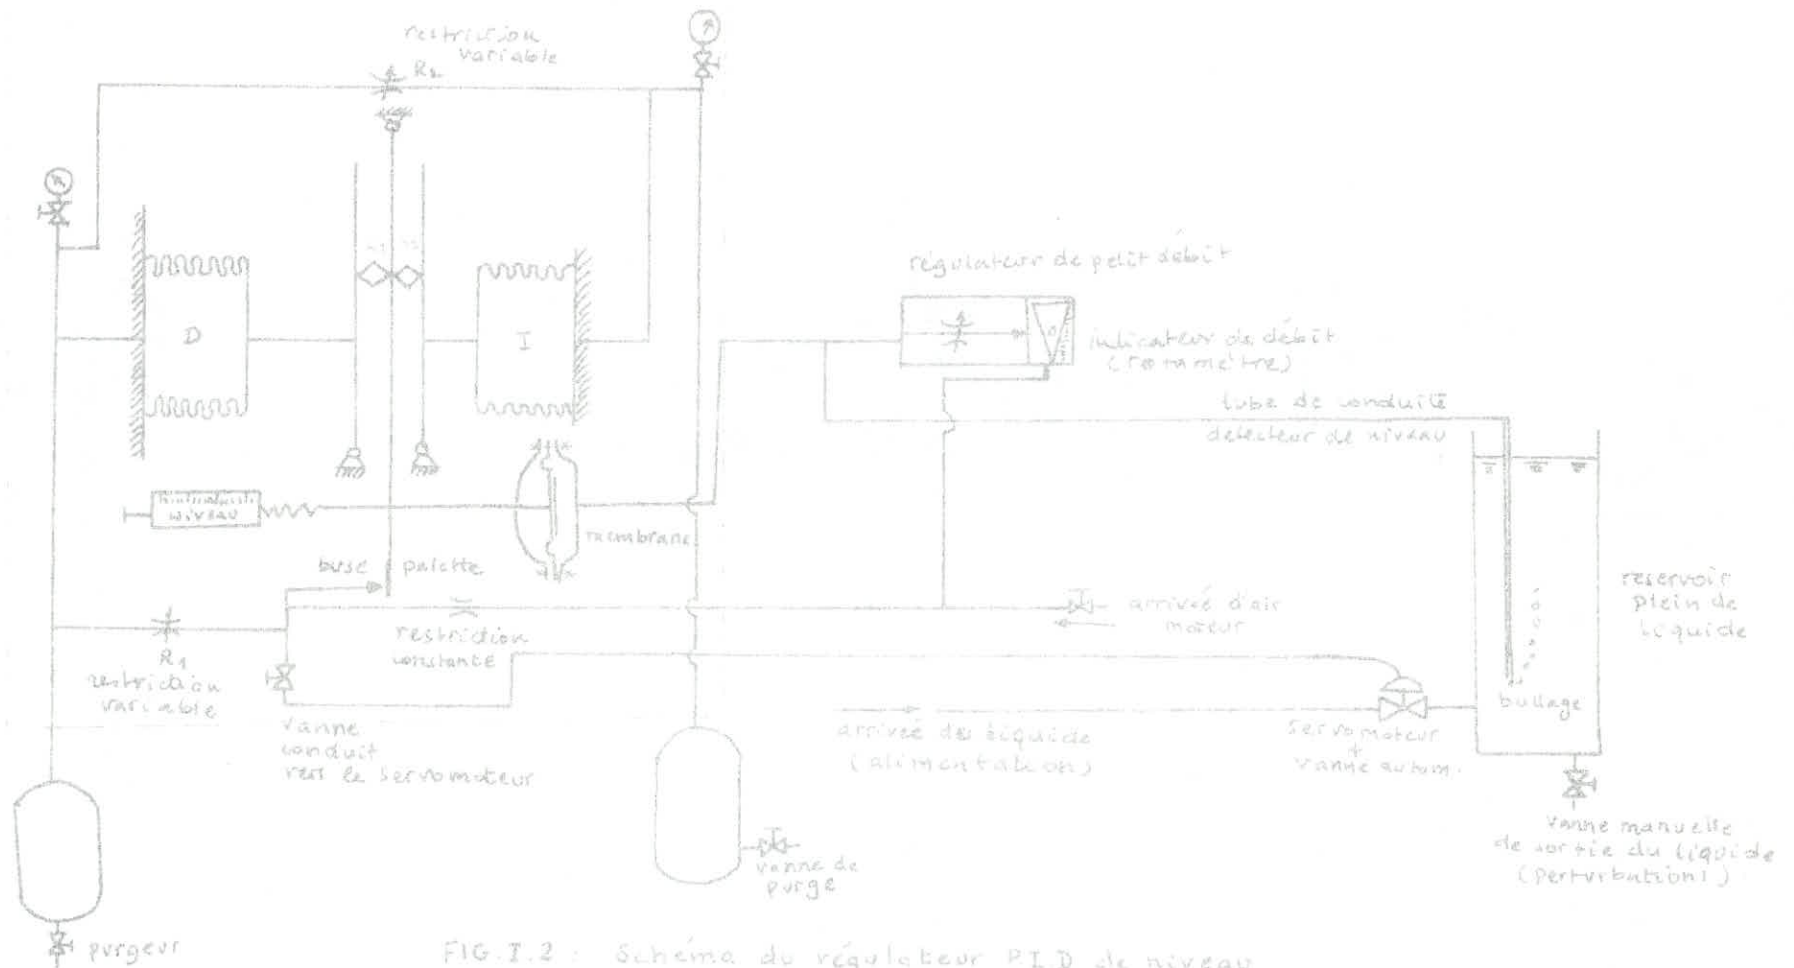 restriction
variable
R2
D
I
régulateur de petit débit
indicateur de débit
(rotamètre)
tube de conduite
détecteur de niveau
niveau
membrane
buse
palette
restriction
constante
arrivée d'air
moteur
R1
restriction
variable
vanne
conduit
vers le servomoteur
arrivée de liquide
(alimentation)
servomoteur
+
vanne autom.
bullage
reservoir
plein de
liquide
vanne manuelle
de sortie du liquide
(perturbation)
vanne de
purge
purgeur
FIG.I.2 : Schéma du régulateur P.I.D de niveau